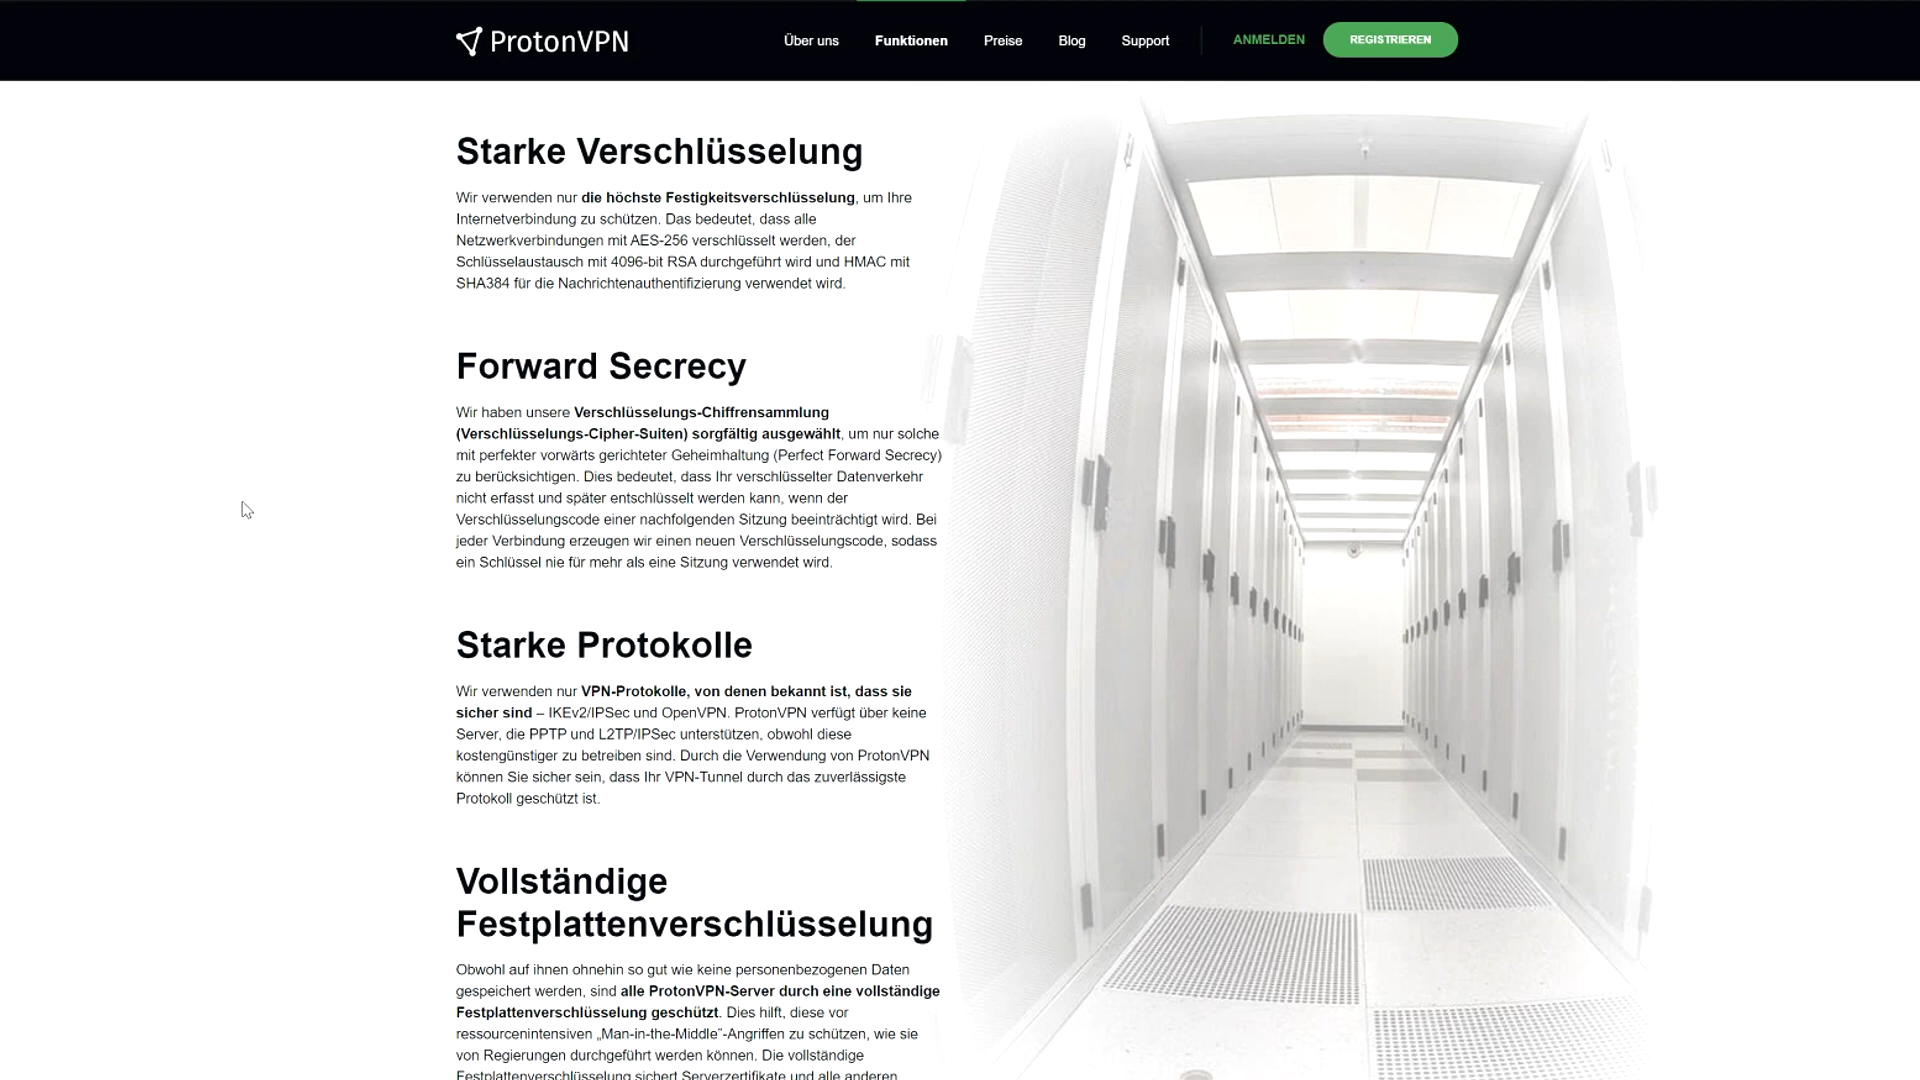 ProtonVPN
Über uns
Funktionen
Preise
Blog
Support
ANMELDEN
REGISTRIEREN
Starke Verschlüsselung
Wir verwenden nur die höchste Festigkeitsverschlüsselung, um Ihre
Internetverbindung zu schützen. Das bedeutet, dass alle
Netzwerkverbindungen mit AES-256 verschlüsselt werden, der
Schlüsselaustausch mit 4096-bit RSA durchgeführt wird und HMAC mit
SHA384 für die Nachrichtenauthentifizierung verwendet wird.
Forward Secrecy
Wir haben unsere Verschlüsselungs-Chiffrensammlung
(Verschlüsselungs-Cipher-Suiten) sorgfältig ausgewählt, um nur solche
mit perfekter vorwärts gerichteter Geheimhaltung (Perfect Forward Secrecy)
zu berücksichtigen. Dies bedeutet, dass Ihr verschlüsselter Datenverkehr
nicht erfasst und später entschlüsselt werden kann, wenn der
Verschlüsselungscode einer nachfolgenden Sitzung beeinträchtigt wird. Bei
jeder Verbindung erzeugen wir einen neuen Verschlüsselungscode, sodass
ein Schlüssel nie für mehr als eine Sitzung verwendet wird.
Starke Protokolle
Wir verwenden nur VPN-Protokolle, von denen bekannt ist, dass sie
sicher sind – IKEv2/IPSec und OpenVPN. ProtonVPN verfügt über keine
Server, die PPTP und L2TP/IPSec unterstützen, obwohl diese
kostengünstiger zu betreiben sind. Durch die Verwendung von ProtonVPN
können Sie sicher sein, dass Ihr VPN-Tunnel durch das zuverlässigste
Protokoll geschützt ist.
Vollständige
Festplattenverschlüsselung
Obwohl auf ihnen ohnehin so gut wie keine personenbezogenen Daten
gespeichert werden, sind alle ProtonVPN-Server durch eine vollständige
Festplattenverschlüsselung geschützt. Dies hilft, diese vor
ressourcenintensiven „Man-in-the-Middle"-Angriffen zu schützen, wie sie
von Regierungen durchgeführt werden können. Die vollständige
Festplattenverschlüsselung sichert Serverzertifikate und alle anderen